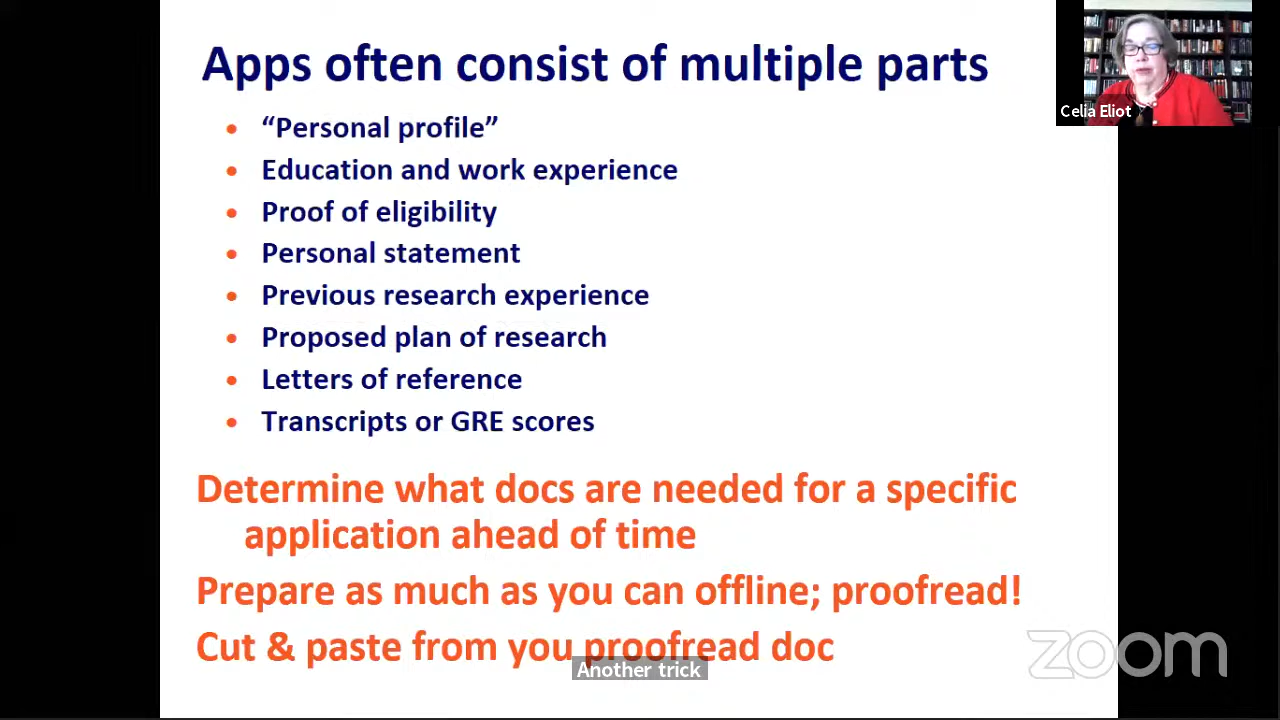 Apps often consist of multiple parts
Celia Eliot
• “Personal profile”
• Education and work experience
• Proof of eligibility
• Personal statement
• Previous research experience
• Proposed plan of research
• Letters of reference
• Transcripts or GRE scores
Determine what docs are needed for a specific
application ahead of time
Prepare as much as you can offline; proofread!
Cut & paste from you proofread doc
zoom
Another trick